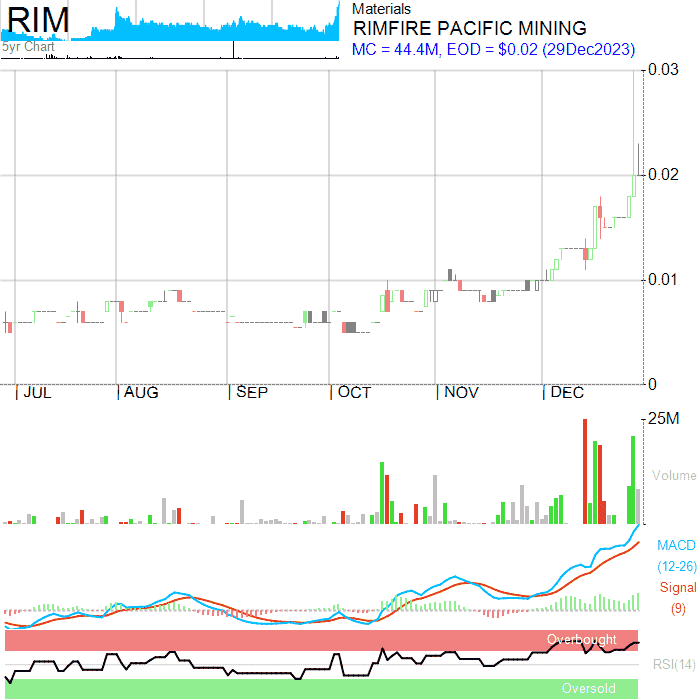 RIM
5yr Chart
Materials
RIMFIRE PACIFIC MINING
MC = 44.4M, EOD = $0.02 (29Dec2023)
0.03
0.02
0.01
0
JUL AUG SEP OCT NOV DEC
25M
Volume
MACD
(12-26)
Signal
(9)
Overbought
RSI(14)
Oversold